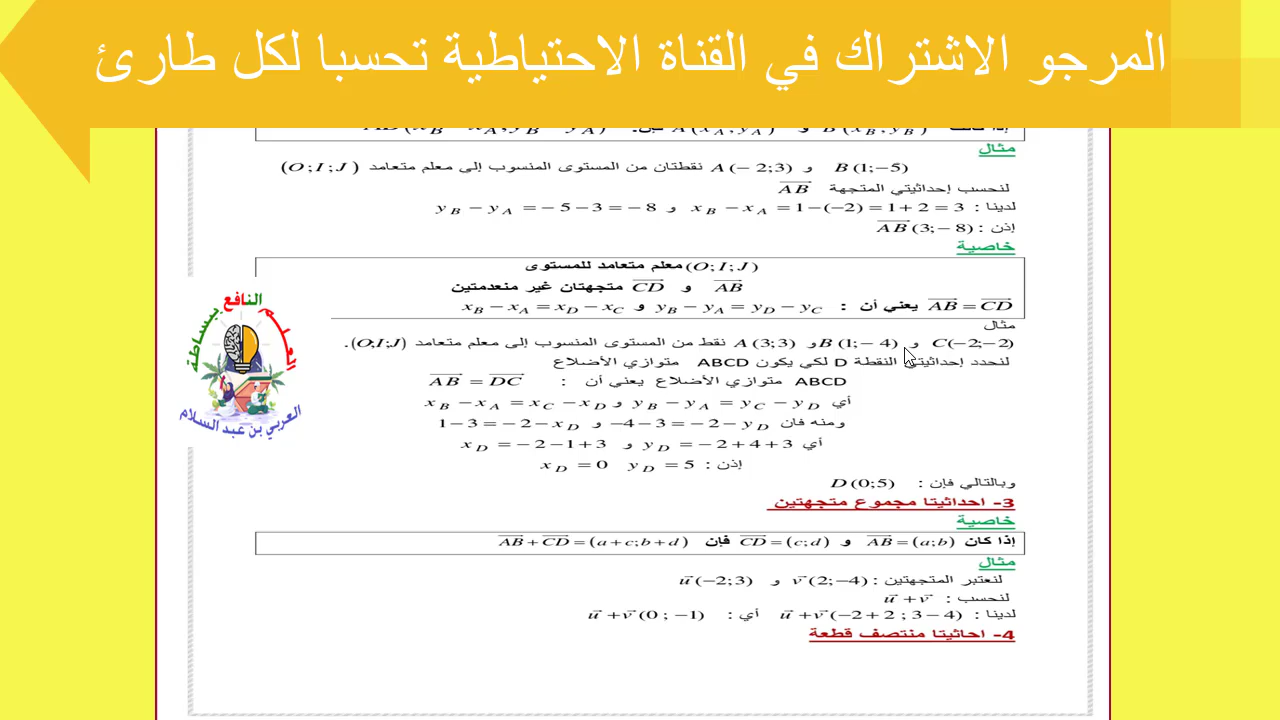 المرجو الاشتراك في القناة الاحتياطية تحسبا لكل طارئ
مثال
A(−2;3) و B(1;−5) نقطتان من المستوى المنسوب إلى معلم متعامد (O;I;J)
لنحسب إحداثيتي المتجهة AB
لدينا : x_B − x_A = 1−(−2) = 1+2 = 3 و y_B − y_A = −5−3 = −8
إذن : AB(3;−8)
خاصية
(O;I;J) معلم متعامد للمستوى
AB و CD متجهتان غير منعدمتين
AB = CD يعني أن : x_B − x_A = x_D − x_C و y_B − y_A = y_D − y_C
مثال
A(3;3) و B(1;−4) و C(−2;−2) نقط من المستوى المنسوب إلى معلم متعامد (O;I;J).
لنحدد إحداثيتي النقطة D لكي يكون ABCD متوازي الأضلاع
ABCD متوازي الأضلاع يعني أن : AB = DC
أي x_B − x_A = x_C − x_D و y_B − y_A = y_C − y_D
ومنه فان 1−3 = −2 − x_D و −4−3 = −2 − y_D
أي x_D = −2−1+3 و y_D = −2+4+3
إذن : x_D = 0 y_D = 5
وبالتالي فإن : D(0;5)
3- احداثيتا مجموع متجهتين
خاصية
إذا كان AB = (a;b) و CD = (c;d) فإن AB + CD = (a+c;b+d)
مثال
لنعتبر المتجهتين : v(2;−4) و u(−2;3)
لنحسب : u + v
لدينا : u + v(−2+2 ; 3−4) أي : u + v(0 ; −1)
4- احاثيتا منتصف قطعة
العلم النافع ببساطة
العربي بن عبد السلام